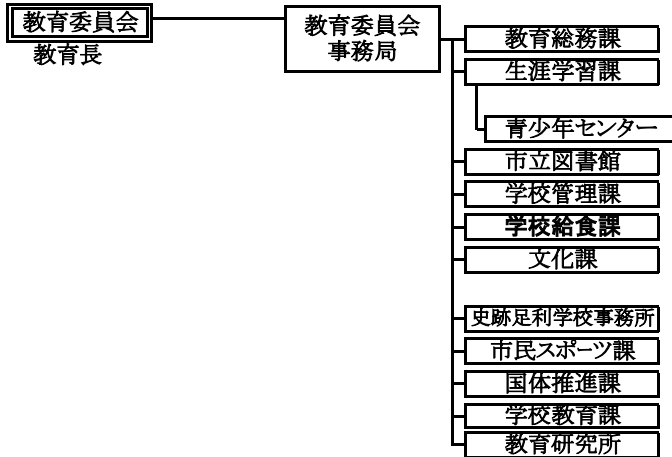 教育委員会
教育長
教育委員会
事務局
教育総務課
生涯学習課
青少年センター
市立図書館
学校管理課
学校給食課
文化課
史跡足利学校事務所
市民スポーツ課
国体推進課
学校教育課
教育研究所